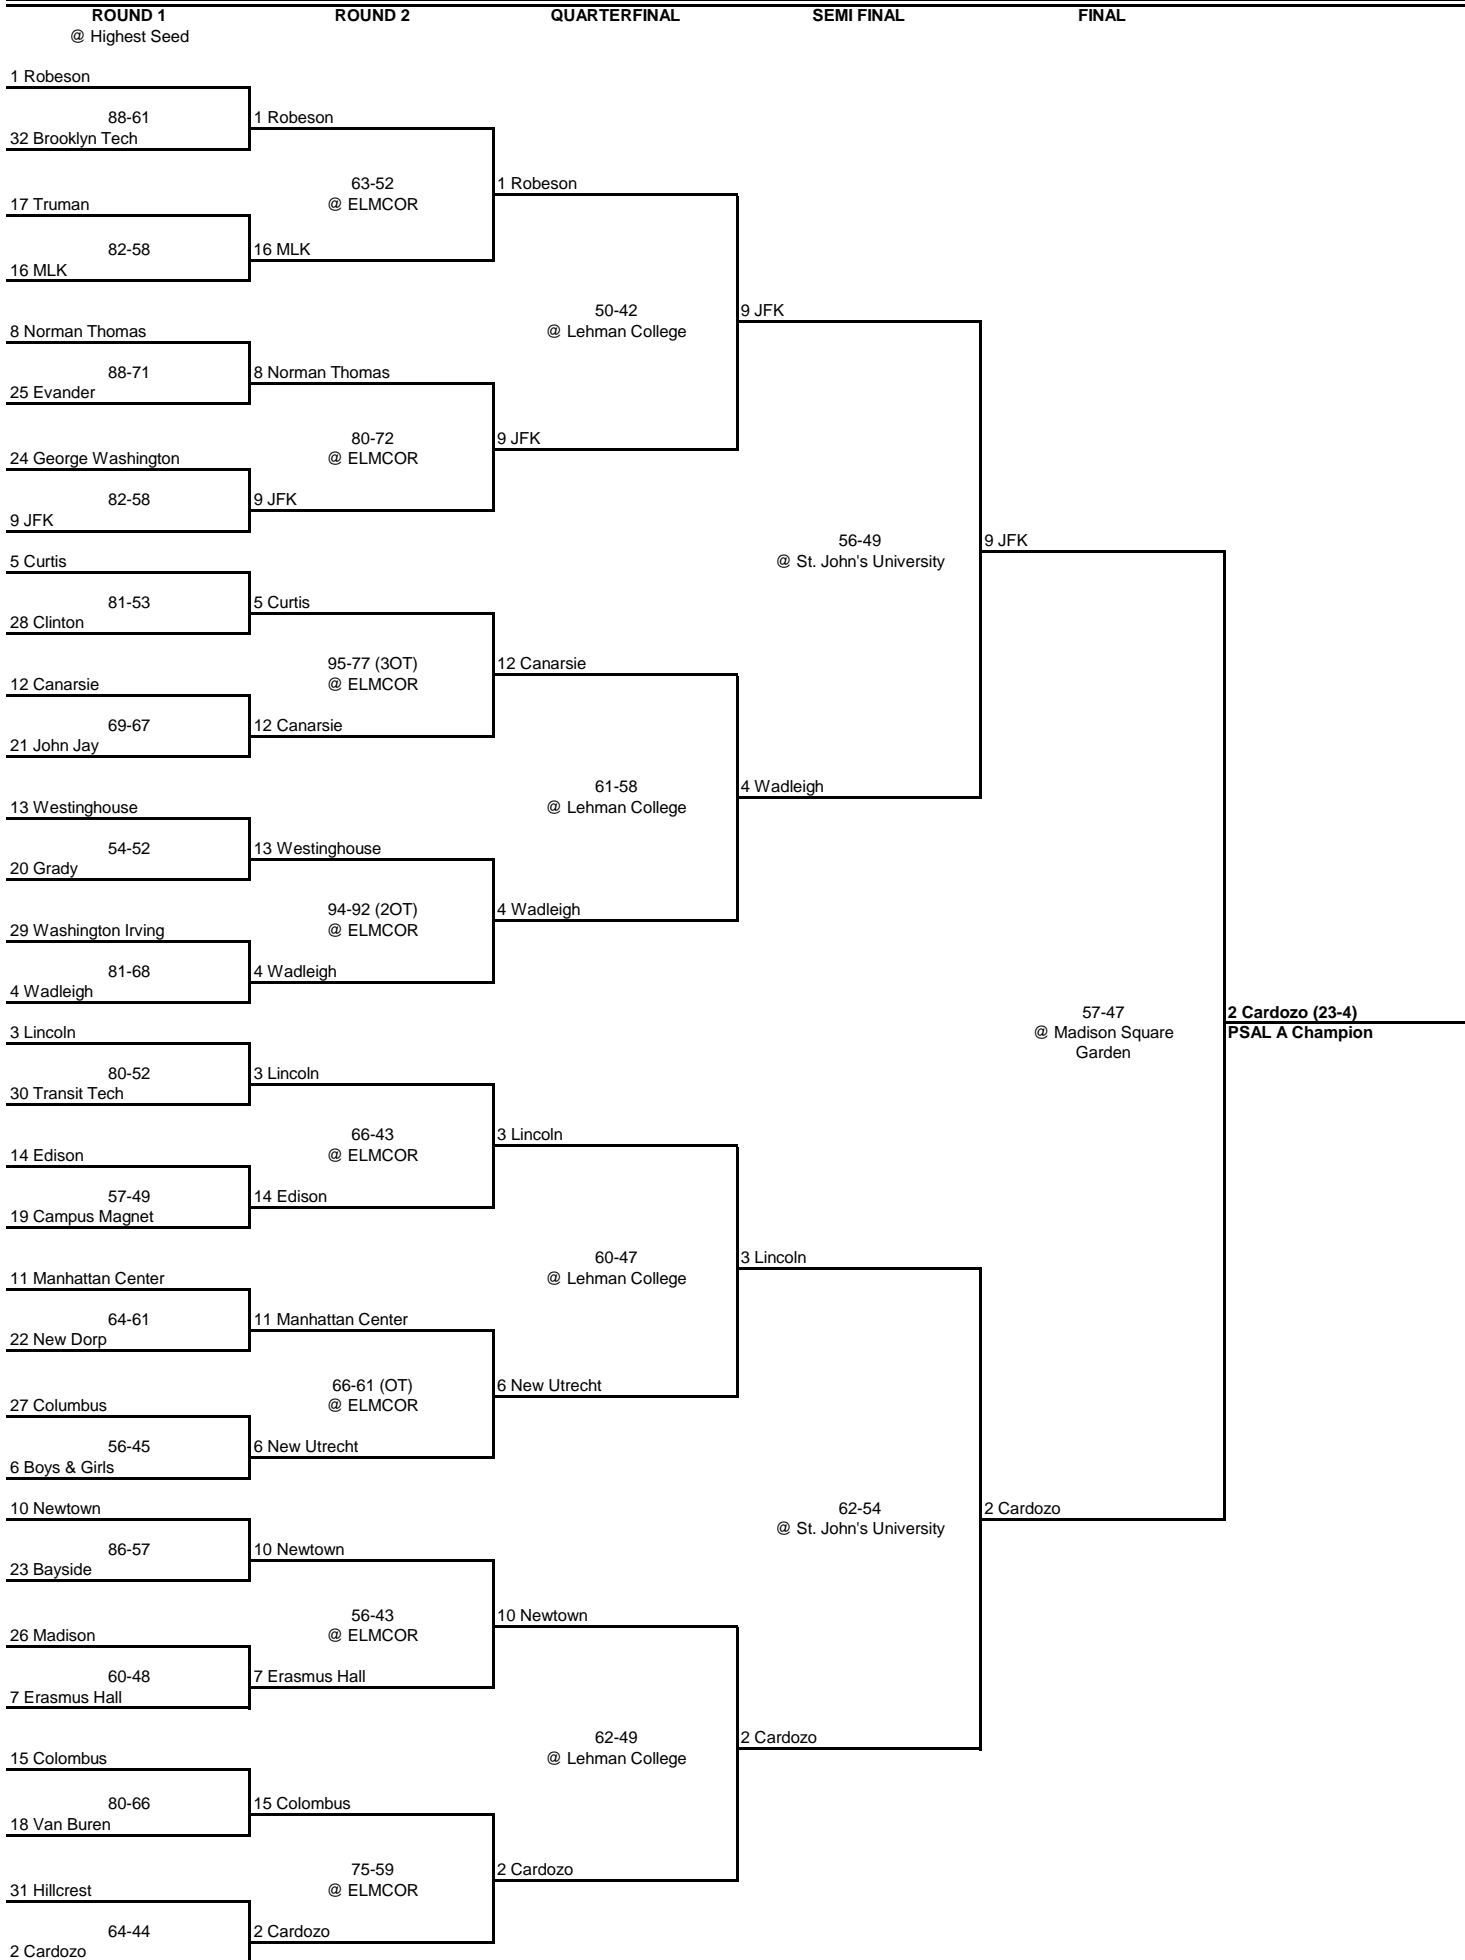 ROUND 1
@ Highest Seed
ROUND 2
QUARTERFINAL
SEMI FINAL
FINAL
1 Robeson
88-61
32 Brooklyn Tech
1 Robeson
63-52
@ ELMCOR
1 Robeson
17 Truman
82-58
16 MLK
16 MLK
50-42
@ Lehman College
9 JFK
8 Norman Thomas
88-71
25 Evander
8 Norman Thomas
80-72
@ ELMCOR
9 JFK
24 George Washington
82-58
9 JFK
9 JFK
56-49
@ St. John's University
9 JFK
5 Curtis
81-53
28 Clinton
5 Curtis
95-77 (3OT)
@ ELMCOR
12 Canarsie
12 Canarsie
69-67
21 John Jay
12 Canarsie
61-58
@ Lehman College
4 Wadleigh
13 Westinghouse
54-52
20 Grady
13 Westinghouse
94-92 (2OT)
@ ELMCOR
4 Wadleigh
29 Washington Irving
81-68
4 Wadleigh
4 Wadleigh
57-47
@ Madison Square
Garden
2 Cardozo (23-4)
PSAL A Champion
3 Lincoln
80-52
30 Transit Tech
3 Lincoln
66-43
@ ELMCOR
3 Lincoln
14 Edison
57-49
19 Campus Magnet
14 Edison
60-47
@ Lehman College
3 Lincoln
11 Manhattan Center
64-61
22 New Dorp
11 Manhattan Center
66-61 (OT)
@ ELMCOR
6 New Utrecht
27 Columbus
56-45
6 Boys & Girls
6 New Utrecht
62-54
@ St. John's University
2 Cardozo
10 Newtown
86-57
23 Bayside
10 Newtown
56-43
@ ELMCOR
10 Newtown
26 Madison
60-48
7 Erasmus Hall
7 Erasmus Hall
62-49
@ Lehman College
2 Cardozo
15 Colombus
80-66
18 Van Buren
15 Colombus
75-59
@ ELMCOR
2 Cardozo
31 Hillcrest
64-44
2 Cardozo
2 Cardozo